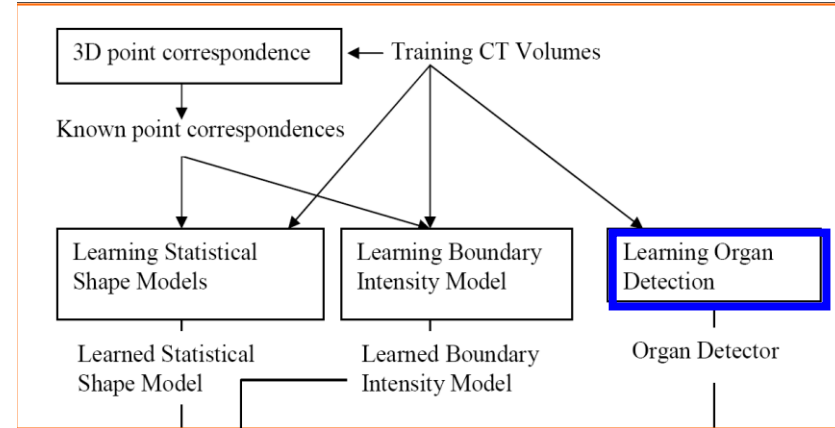 3D point correspondence
Training CT Volumes
Known point correspondences
Learning Statistical
Shape Models
Learning Boundary
Intensity Model
Learning Organ
Detection
Learned Statistical
Shape Model
Learned Boundary
Intensity Model
Organ Detector